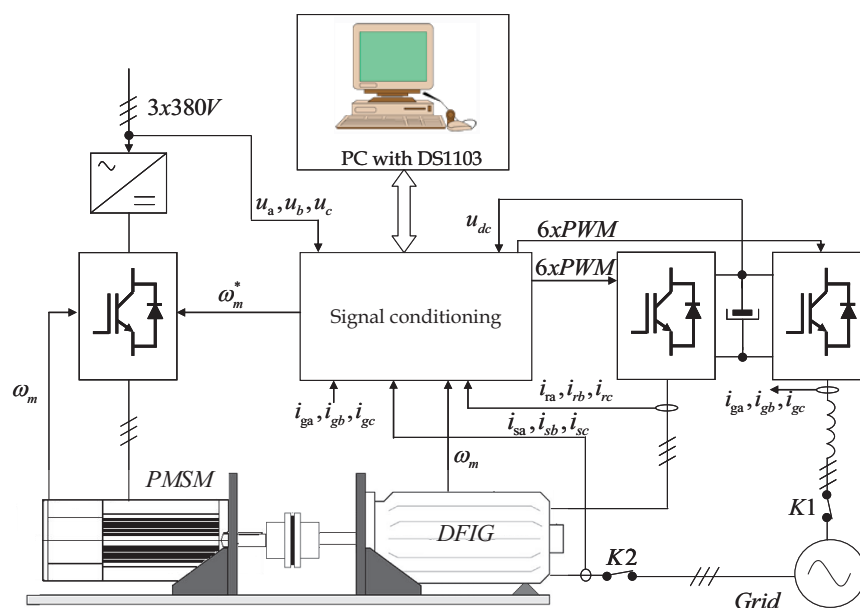 3x380V
PC with DS1103
u_a, u_b, u_c
u_dc
6xPWM
6xPWM
ω_m^*
Signal conditioning
ω_m
i_ra, i_rb, i_rc
i_ga, i_gb, i_gc
i_ga, i_gb, i_gc
i_sa, i_sb, i_sc
ω_m
PMSM
DFIG
K1
K2
Grid